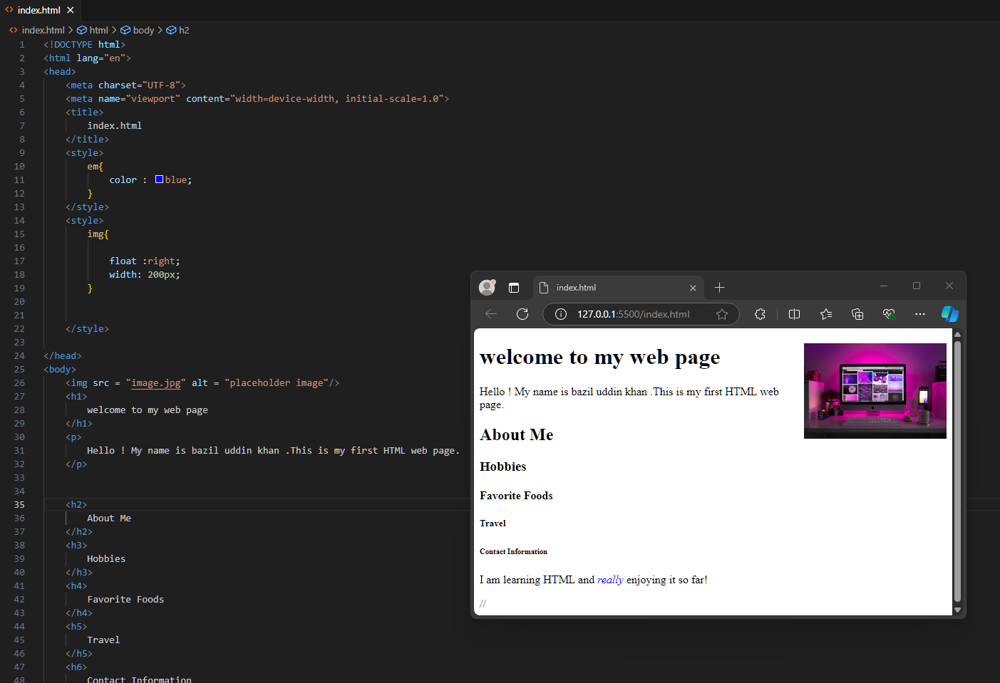 index.html
index.html > html > body > h2
1 <!DOCTYPE html>
2 <html lang="en">
3 <head>
4 <meta charset="UTF-8">
5 <meta name="viewport" content="width=device-width, initial-scale=1.0">
6 <title>
7 index.html
8 </title>
9 <style>
10 em{
11 color : blue;
12 }
13 </style>
14 <style>
15 img{
16
17 float :right;
18 width: 200px;
19 }
20
21
22 </style>
23
24 </head>
25 <body>
26 <img src = "image.jpg" alt = "placeholder image"/>
27 <h1>
28 welcome to my web page
29 </h1>
30 <p>
31 Hello ! My name is bazil uddin khan .This is my first HTML web page.
32 </p>
33
34
35 <h2>
36 About Me
37 </h2>
38 <h3>
39 Hobbies
40 </h3>
41 <h4>
42 Favorite Foods
43 </h4>
44 <h5>
45 Travel
46 </h5>
47 <h6>
48 Contact Information
index.html
127.0.0.1:5500/index.html
welcome to my web page
Hello ! My name is bazil uddin khan .This is my first HTML web
page.
About Me
Hobbies
Favorite Foods
Travel
Contact Information
I am learning HTML and really enjoying it so far!
//